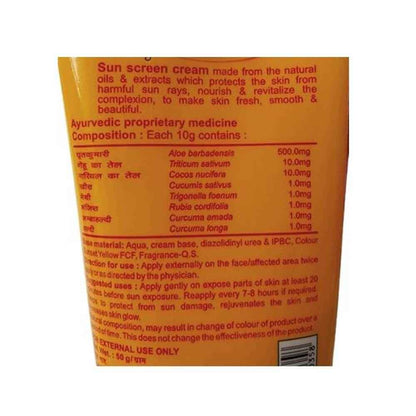 Sun screen cream made from the natural
oils & extracts which protects the skin from
harmful sun rays, nourish & revitalize the
complexion, to make skin fresh, smooth &
beautiful.
Ayurvedic proprietary medicine
Composition : Each 10g contains :
घृतकुमारी Aloe barbadensis 500.0mg
गेहूं का तेल Triticum sativum 10.0mg
नारियल का तेल Cocos nucifera 10.0mg
खीरा Cucumis sativus 1.0mg
मेथी Trigonella foenum 1.0mg
Rubia cordifolia 1.0mg
Curcuma amada 1.0mg
Curcuma longa 1.0mg
material: Aqua, cream base, diazolidinyl urea & IPBC, Colour
Yellow FCF, Fragrance-Q.S.
for use : Apply externally on the face/affected area twice
or as directed by the physician.
uses : Apply gently on expose parts of skin at least 20
before sun exposure. Reapply every 7-8 hours if required.
to protect from sun damage, rejuvenates the skin and
skin glow.
composition, may result in change of colour of product over a
of time. This does not change the effectiveness of the product.
EXTERNAL USE ONLY
50 g/ग्राम